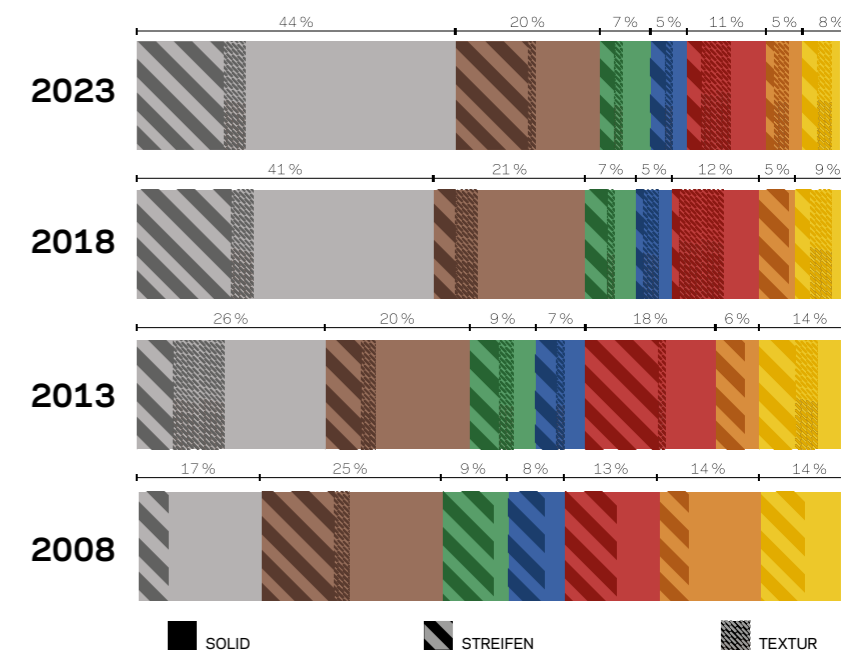 44 % 20 % 7 % 5 % 11 % 5 % 8 %
2023
41 % 21 % 7 % 5 % 12 % 5 % 9 %
2018
26 % 20 % 9 % 7 % 18 % 6 % 14 %
2013
17 % 25 % 9 % 8 % 13 % 14 % 14 %
2008
SOLID STREIFEN TEXTUR